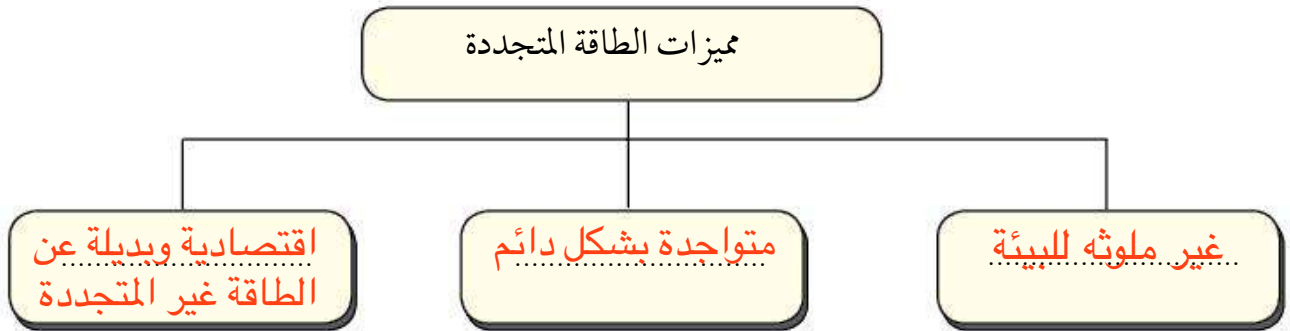 مميزات الطاقة المتجددة
غير ملوثه للبيئة
متواجدة بشكل دائم
اقتصادية وبديلة عن
الطاقة غير المتجددة